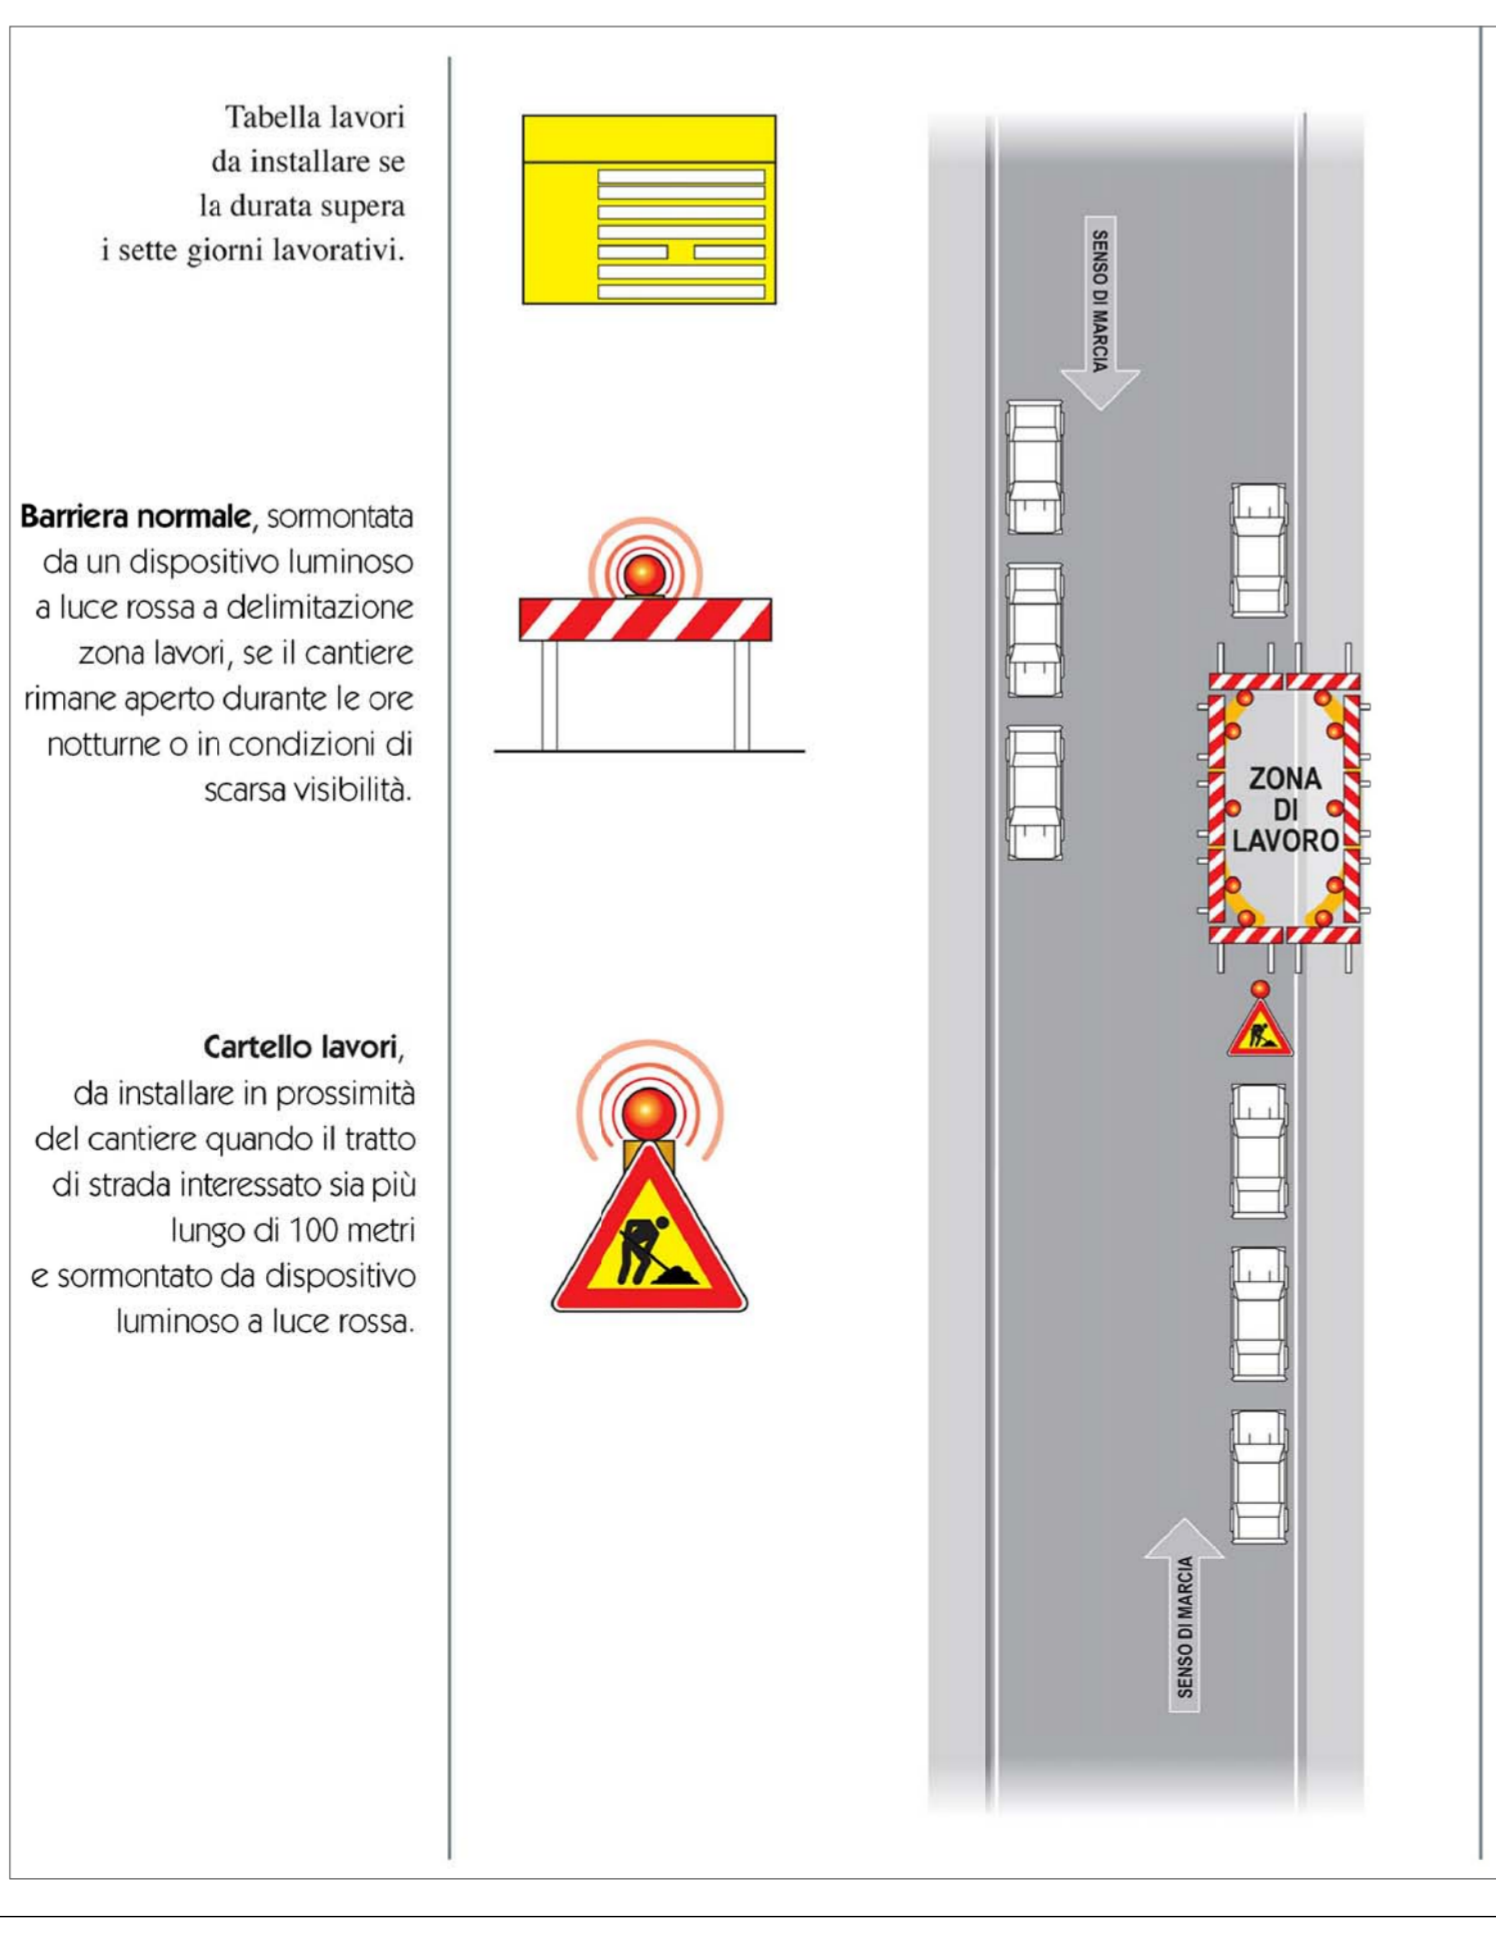 Tabella lavori
da installare se
la durata supera
i sette giorni lavorativi.
Barriera normale, sormontata
da un dispositivo luminoso
a luce rossa a delimitazione
zona lavori, se il cantiere
rimane aperto durante le ore
notturne o in condizioni di
scarsa visibilità.
Cartello lavori,
da installare in prossimità
del cantiere quando il tratto
di strada interessato sia più
lungo di 100 metri
e sormontato da dispositivo
luminoso a luce rossa.
SENSO DI MARCIA
ZONA
DI
LAVORO
SENSO DI MARCIA